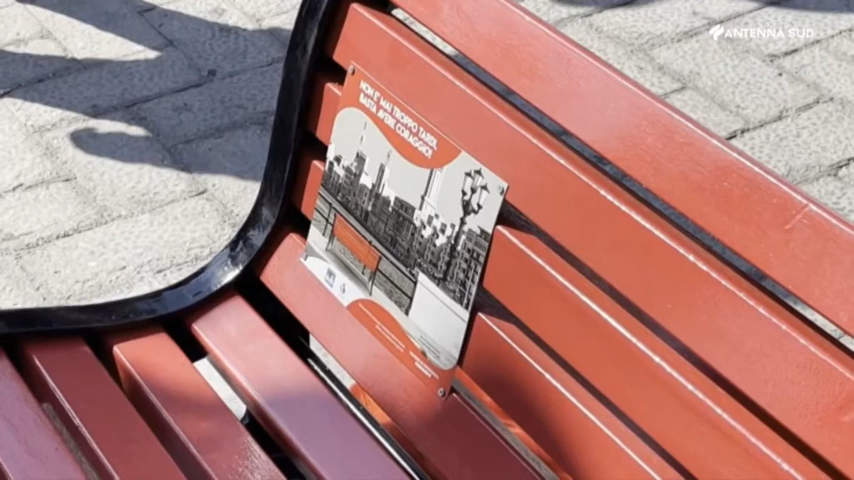 ANTENNA SUD
NON E' MAI TROPPO TARDI,
BASTA AVERE CORAGGIO!